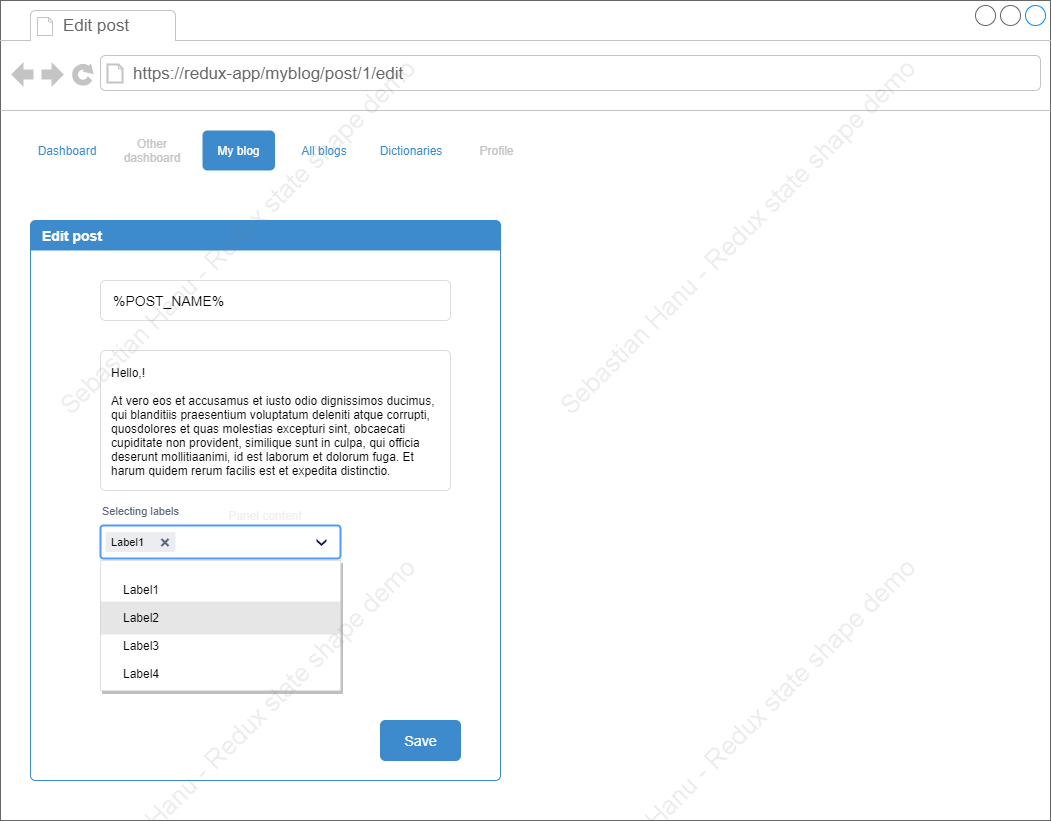 Edit post
https://redux-app/myblog/post/1/edit
Dashboard
Other
dashboard
My blog
All blogs
Dictionaries
Profile
Edit post
%POST_NAME%
Hello,!
At vero eos et accusamus et iusto odio dignissimos ducimus,
qui blanditiis praesentium voluptatum deleniti atque corrupti,
quosdolores et quas molestias excepturi sint, obcaecati
cupiditate non provident, similique sunt in culpa, qui officia
deserunt mollitiaanimi, id est laborum et dolorum fuga. Et
harum quidem rerum facilis est et expedita distinctio.
Selecting labels
Panel content
Label1
Label1
Label2
Label3
Label4
Save
Sebastian Hanu - Redux state shape demo
Sebastian Hanu - Redux state shape demo
Hanu - Redux state shape demo
Hanu - Redux state shape demo